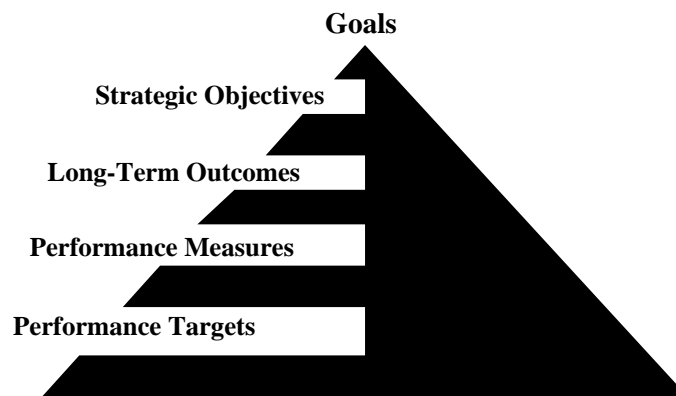 Goals
Strategic Objectives
Long-Term Outcomes
Performance Measures
Performance Targets